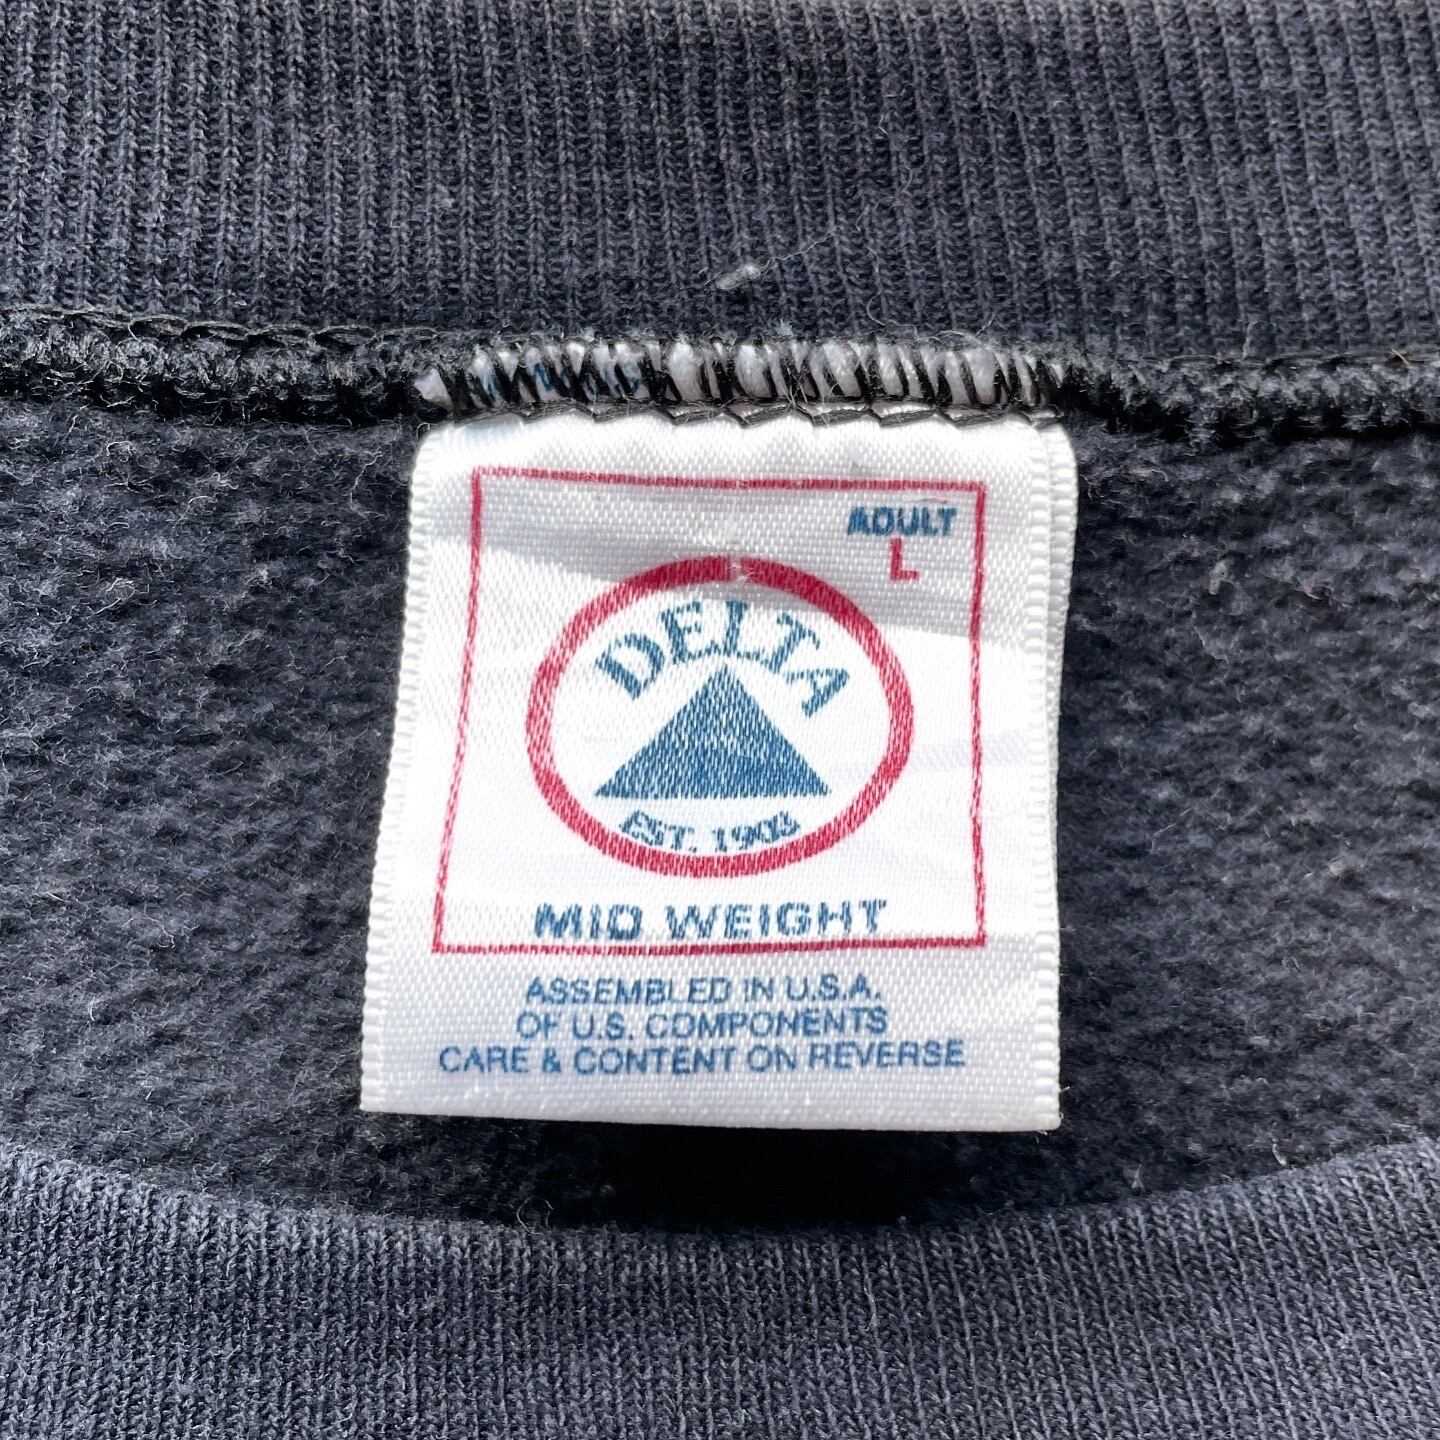 ADULT
L
DELTA
EST. 1903
MID WEIGHT
ASSEMBLED IN U.S.A.
OF U.S. COMPONENTS
CARE & CONTENT ON REVERSE